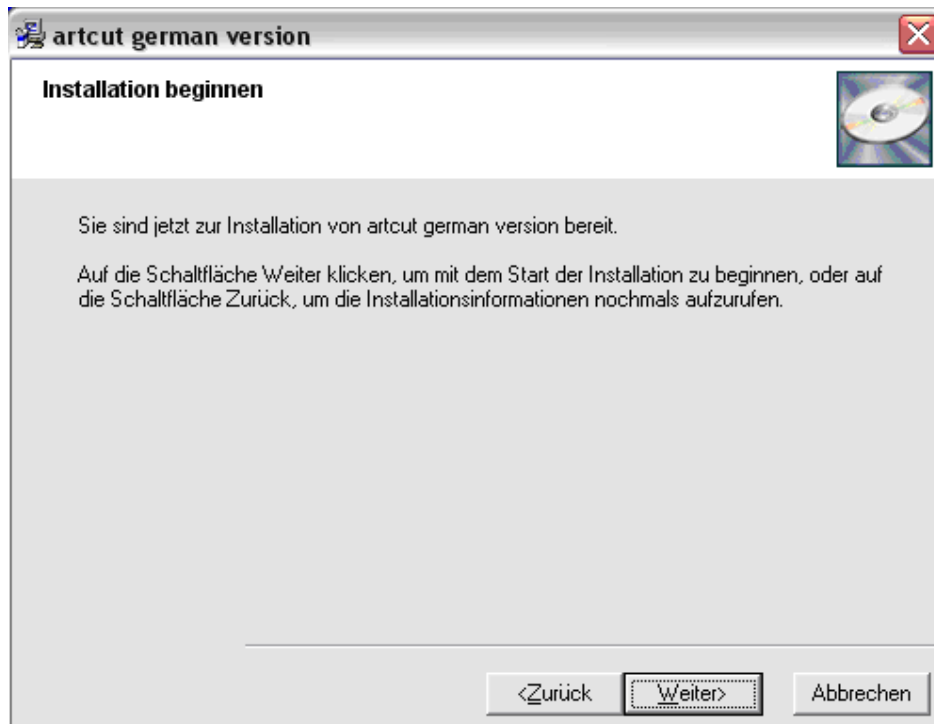 artcut german version
Installation beginnen
Sie sind jetzt zur Installation von artcut german version bereit.
Auf die Schaltfläche Weiter klicken, um mit dem Start der Installation zu beginnen, oder auf
die Schaltfläche Zurück, um die Installationsinformationen nochmals aufzurufen.
<Zurück Weiter> Abbrechen